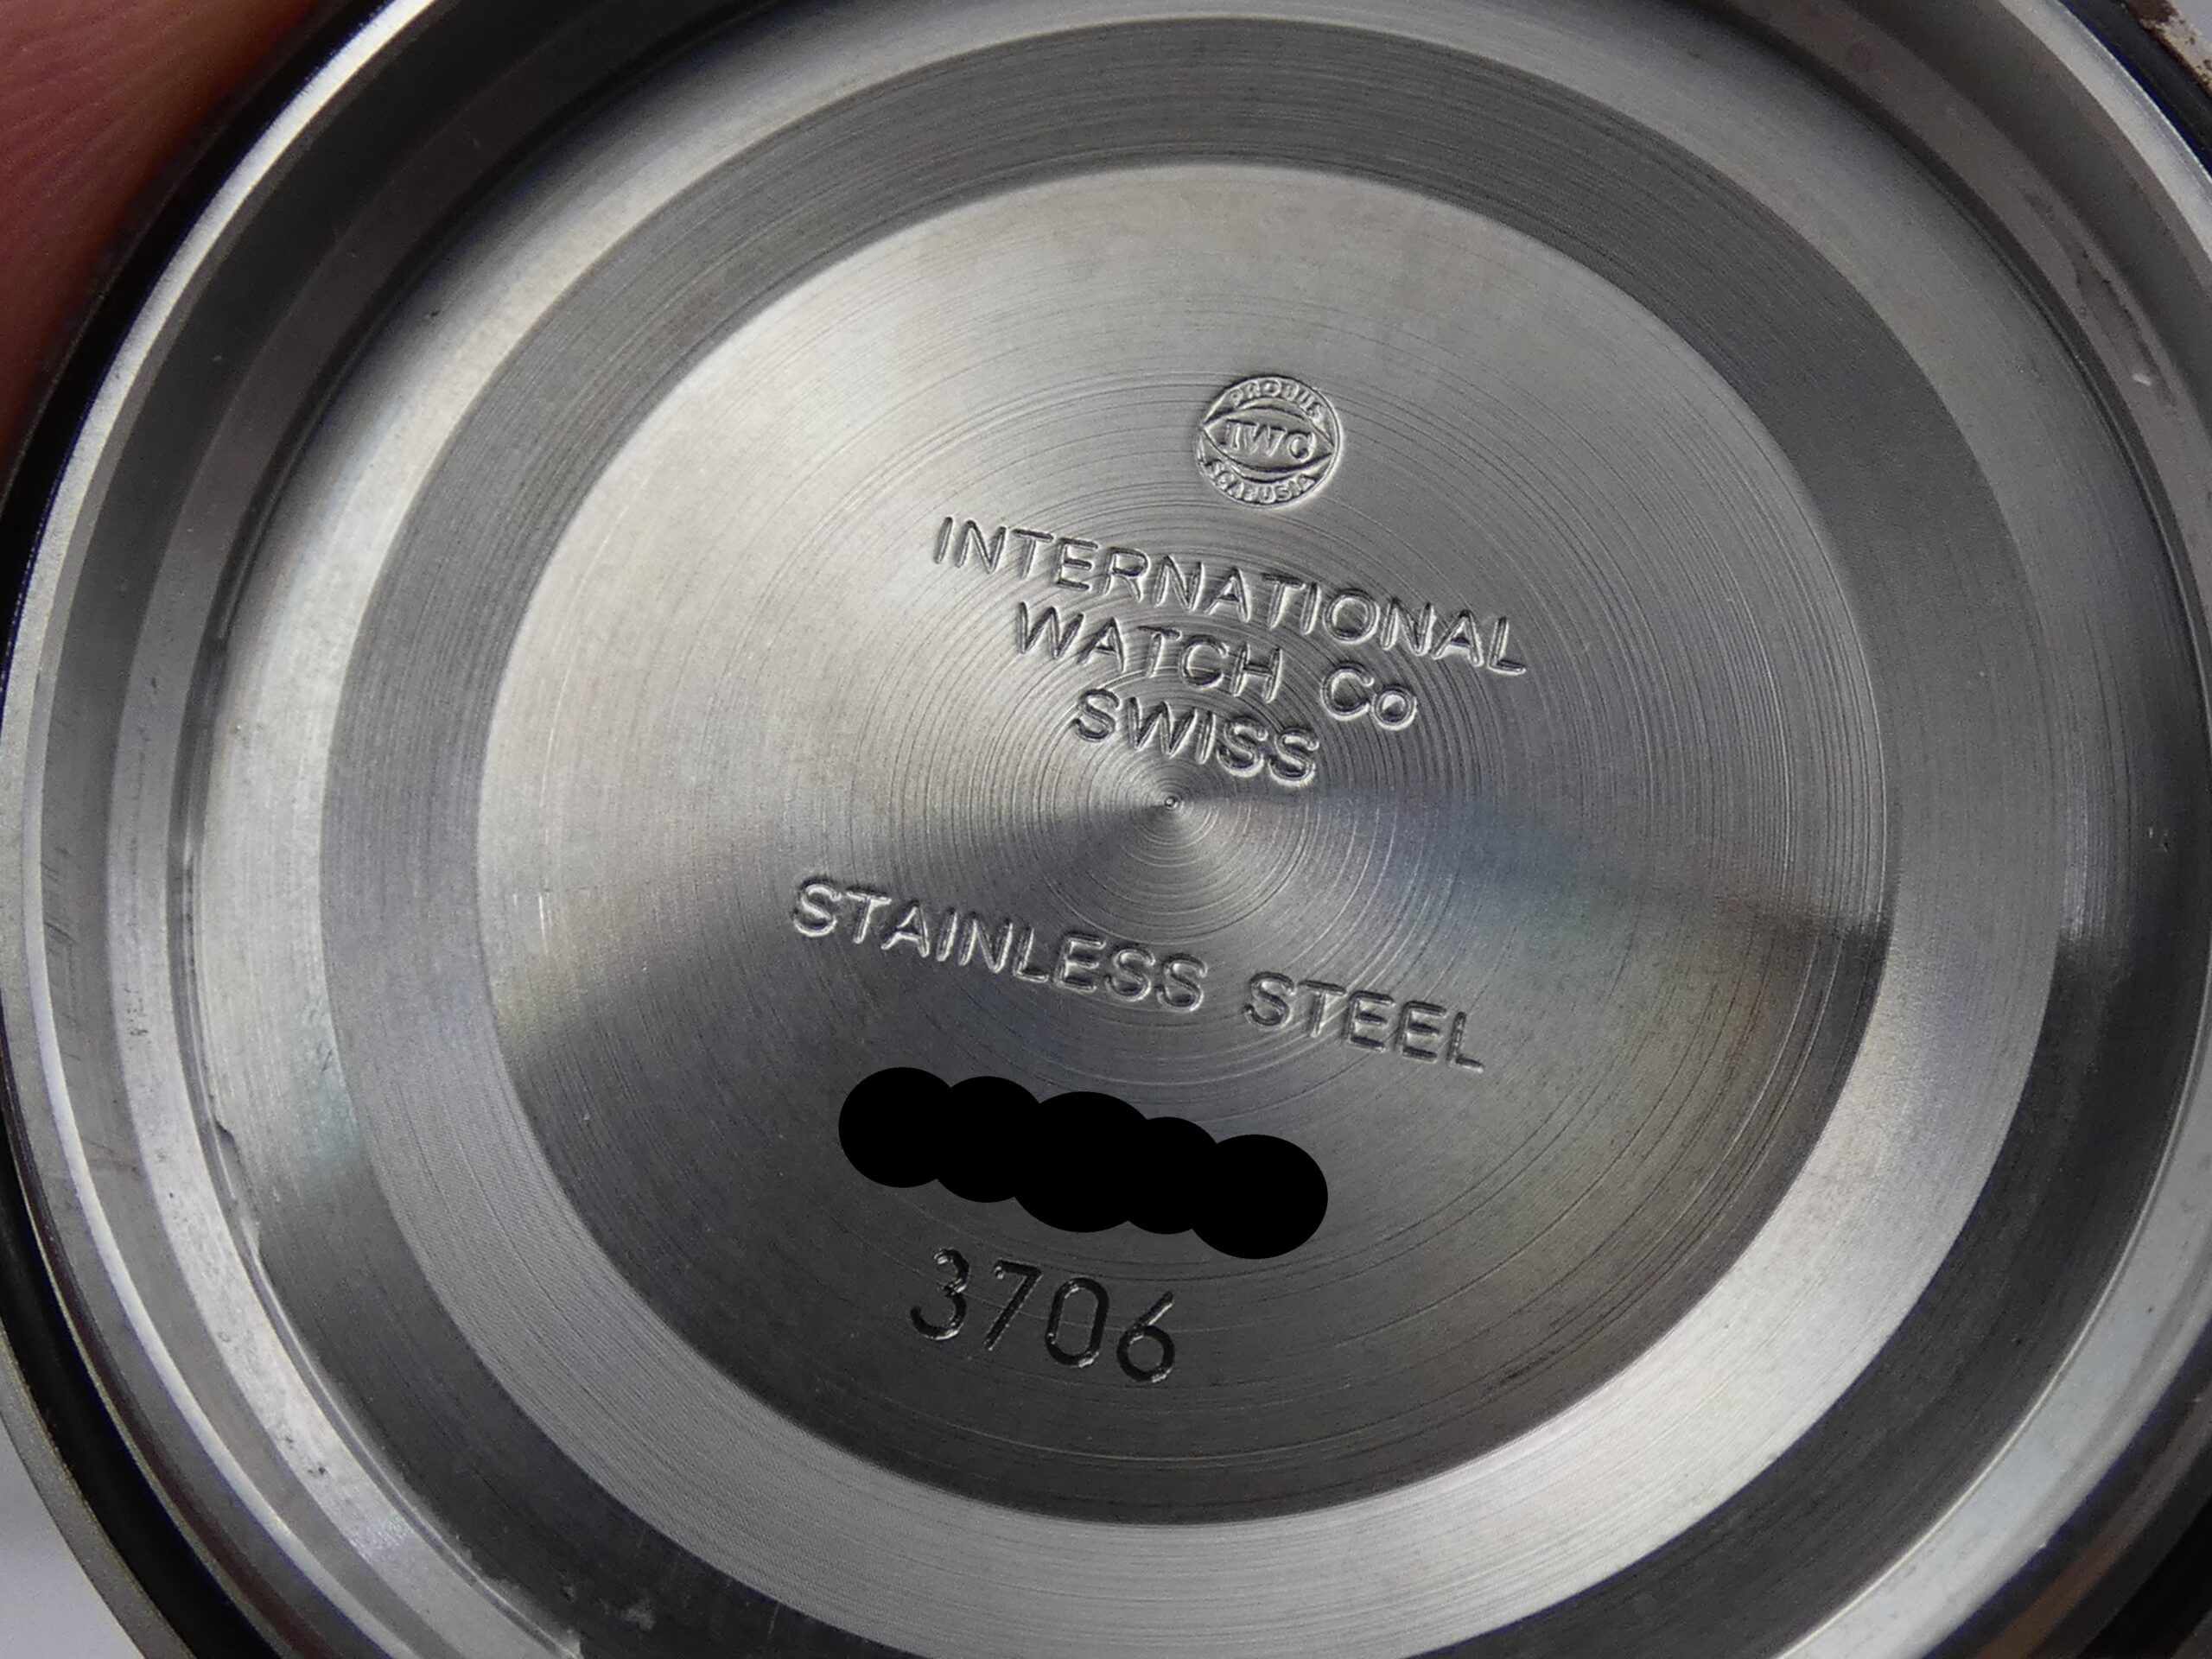 PROBUS
IWC
SCAFUSIA
INTERNATIONAL
WATCH Co
SWISS
STAINLESS STEEL
3706